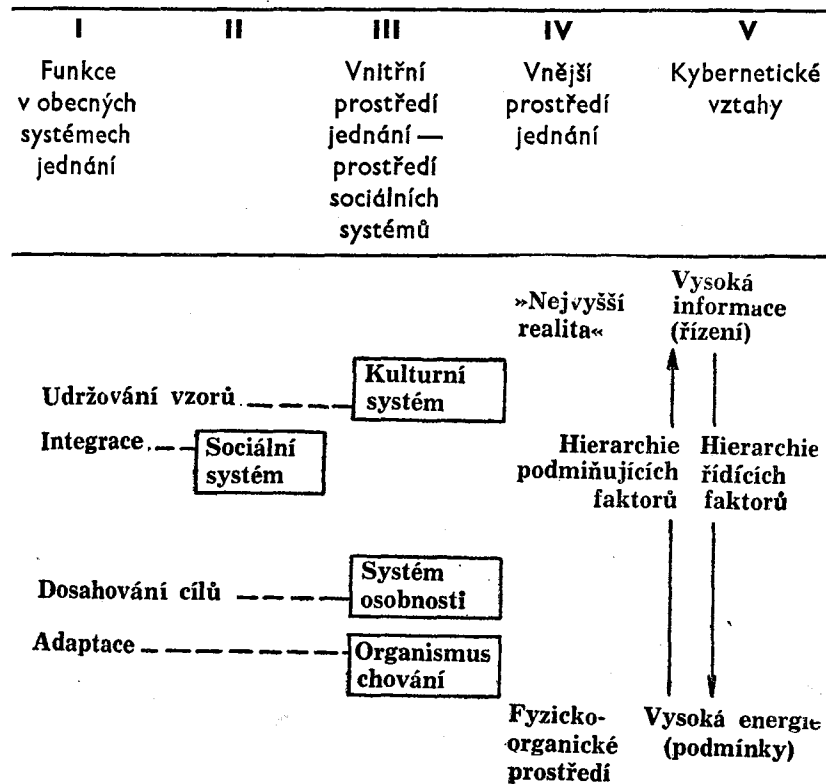 I II III IV V
Funkce
v obecných
systémech
jednání
Vnitřní
prostředí
jednání —
prostředí
sociálních
systémů
Vnější
prostředí
jednání
Kybernetické
vztahy
»Nejvyšší
realita«
Vysoká
informace
(řízení)
Udržování vzorů
Kulturní
systém
Integrace
Sociální
systém
Hierarchie
podmiňujících
faktorů
Hierarchie
řídících
faktorů
Dosahování cílů
Systém
osobnosti
Adaptace
Organismus
chování
Fyzicko-
organické
prostředí
Vysoká energie
(podmínky)